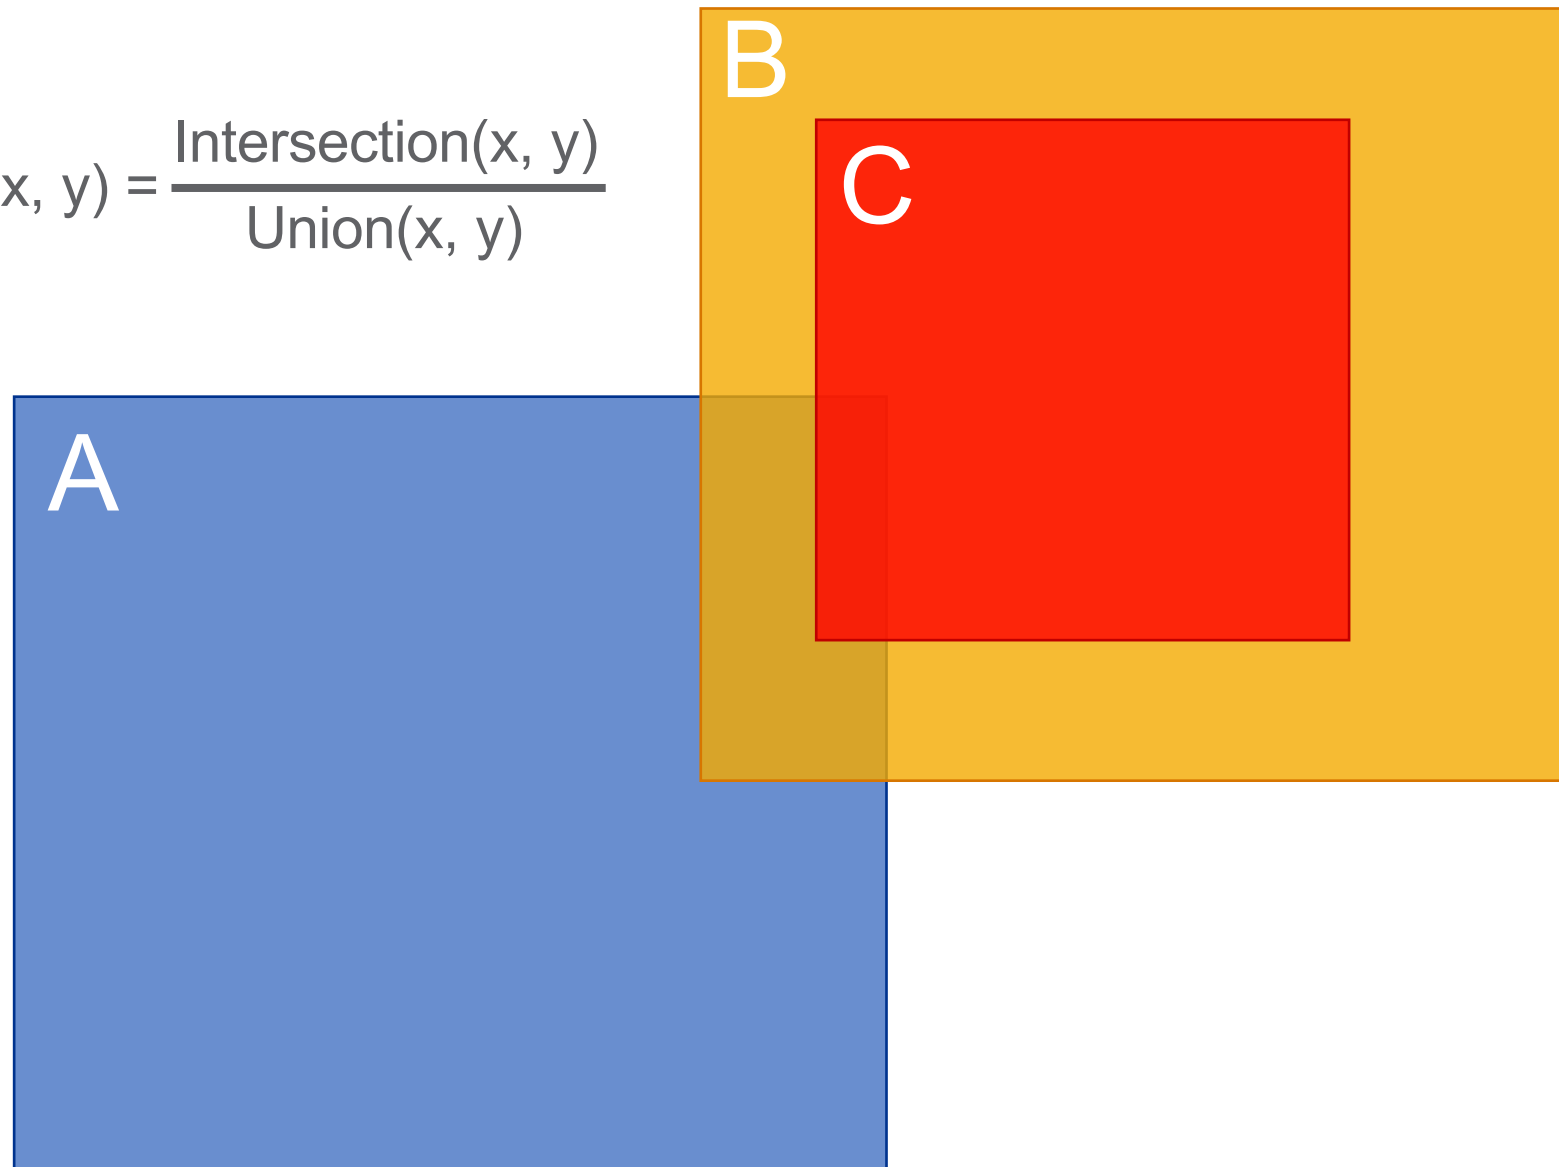 B
Intersection(x, y)
x, y) =
Union(x, y)
C
A